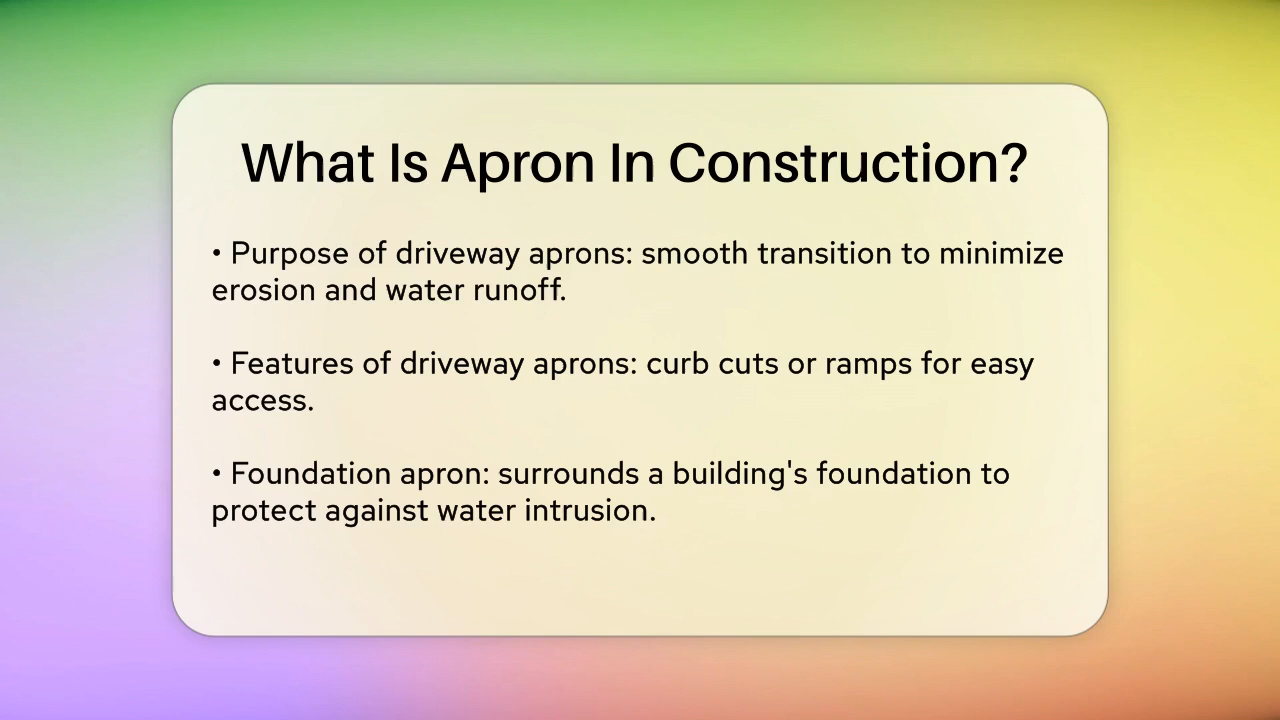 What Is Apron In Construction?
• Purpose of driveway aprons: smooth transition to minimize
erosion and water runoff.
• Features of driveway aprons: curb cuts or ramps for easy
access.
• Foundation apron: surrounds a building's foundation to
protect against water intrusion.